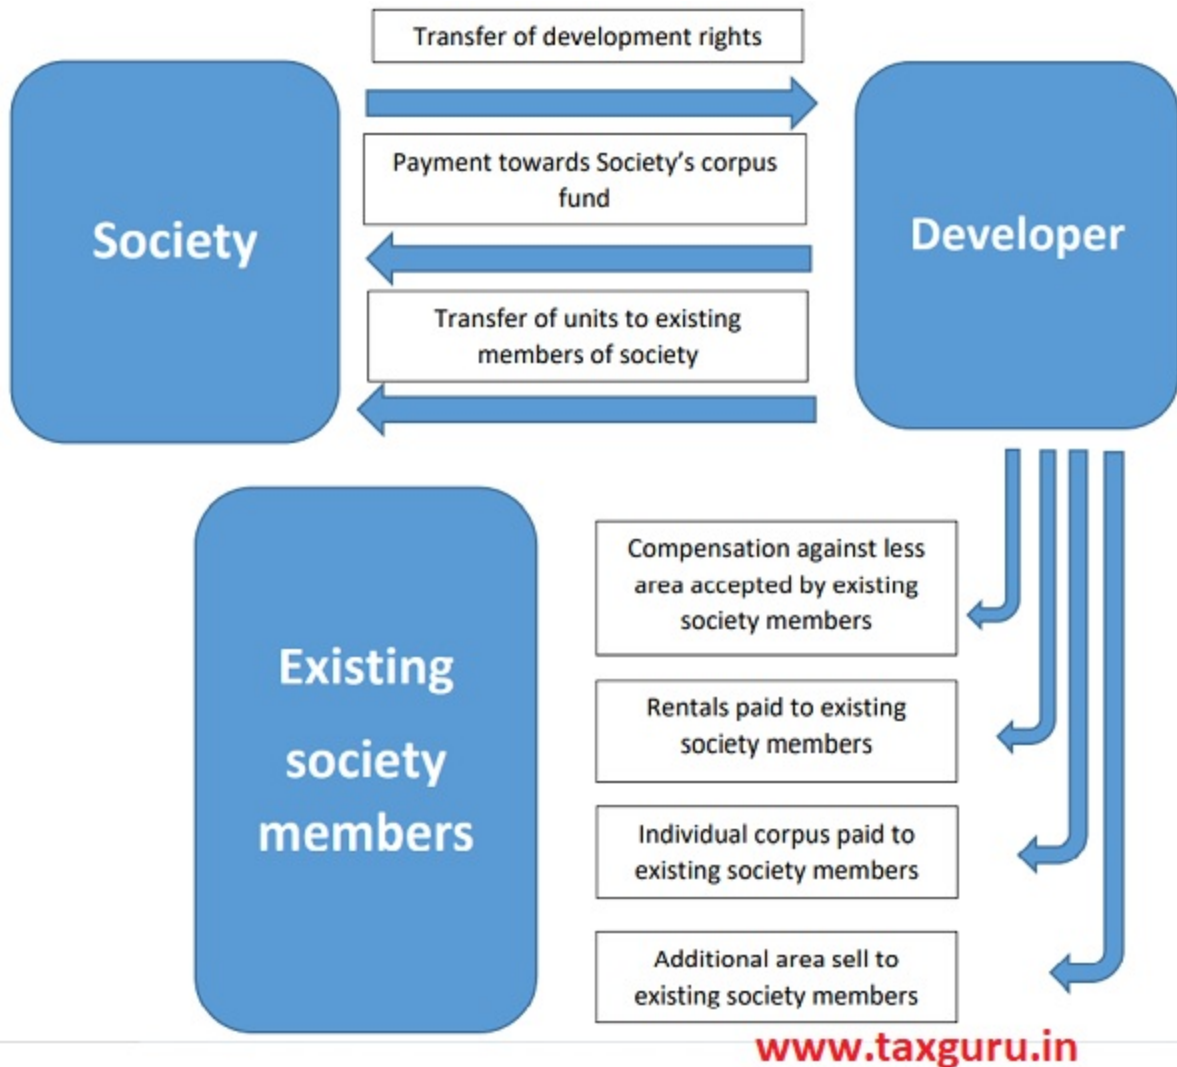 Transfer of development rights
Society
Payment towards Society's corpus
fund
Developer
Transfer of units to existing
members of society
Existing
society
members
Compensation against less
area accepted by existing
society members
Rentals paid to existing
society members
Individual corpus paid to
existing society members
Additional area sell to
existing society members
www.taxguru.in